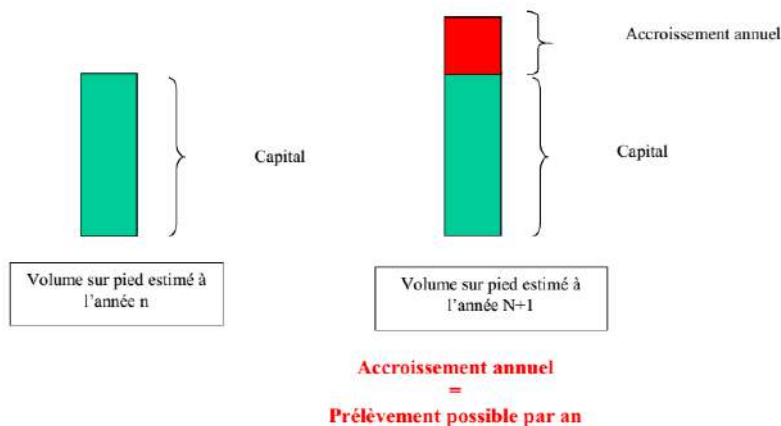 Accroissement annuel
Capital
Capital
Volume sur pied estimé à
l'année n
Volume sur pied estimé à
l'année N+1
Accroissement annuel
=
Prélèvement possible par an